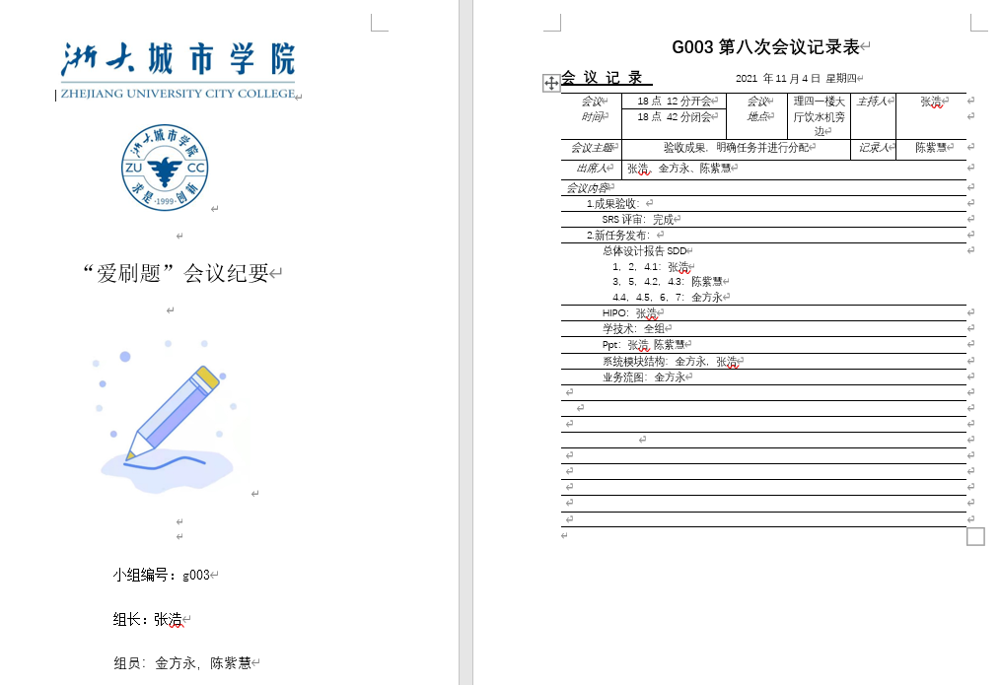 浙大城市学院
ZHEJIANG UNIVERSITY CITY COLLEGE
浙大城市学院
ZU CC
求是创新
·1999·
“爱刷题”会议纪要
小组编号：g003
组长：张浩
组员：金方永，陈紫慧
G003 第八次会议记录表
会 议 记 录 2021 年 11 月 4 日 星期四
会议时间 18 点 12 分开会 会议地点 理四一楼大 主持人 张浩
18 点 42 分闭会 厅饮水机旁
边
会议主题 验收成果，明确任务并进行分配 记录人 陈紫慧
出席人 张浩、金方永、陈紫慧
会议内容
1.成果验收：
SRS 评审：完成
2.新任务发布：
总体设计报告 SDD
1，2，4.1：张浩
3，5，4.2，4.3：陈紫慧
4.4，4.5，6，7：金方永
HIPO：张浩
学技术：全组
Ppt：张浩 陈紫慧
系统模块结构：金方永，张浩
业务流图：金方永